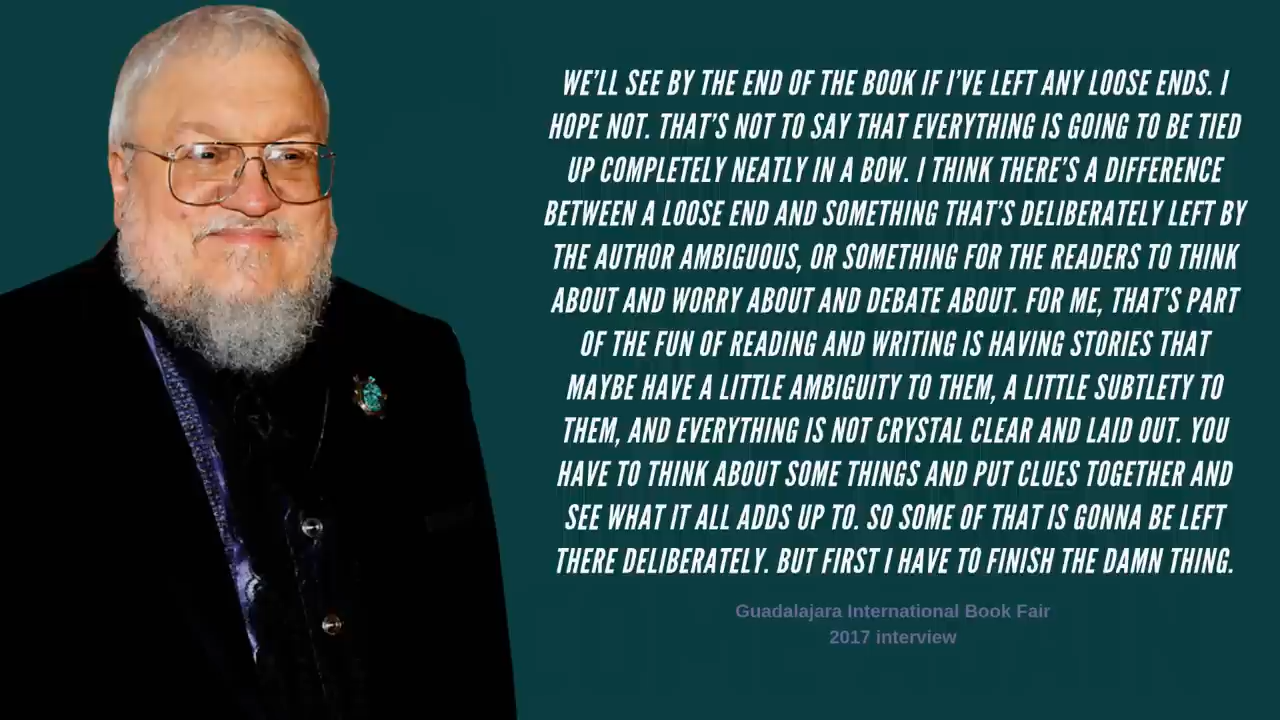 WE'LL SEE BY THE END OF THE BOOK IF I'VE LEFT ANY LOOSE ENDS. I
HOPE NOT. THAT'S NOT TO SAY THAT EVERYTHING IS GOING TO BE TIED
UP COMPLETELY NEATLY IN A BOW. I THINK THERE'S A DIFFERENCE
BETWEEN A LOOSE END AND SOMETHING THAT'S DELIBERATELY LEFT BY
THE AUTHOR AMBIGUOUS, OR SOMETHING FOR THE READERS TO THINK
ABOUT AND WORRY ABOUT AND DEBATE ABOUT. FOR ME, THAT'S PART
OF THE FUN OF READING AND WRITING IS HAVING STORIES THAT
MAYBE HAVE A LITTLE AMBIGUITY TO THEM, A LITTLE SUBTLETY TO
THEM, AND EVERYTHING IS NOT CRYSTAL CLEAR AND LAID OUT. YOU
HAVE TO THINK ABOUT SOME THINGS AND PUT CLUES TOGETHER AND
SEE WHAT IT ALL ADDS UP TO. SO SOME OF THAT IS GONNA BE LEFT
THERE DELIBERATELY. BUT FIRST I HAVE TO FINISH THE DAMN THING.
Guadalajara International Book Fair
2017 interview